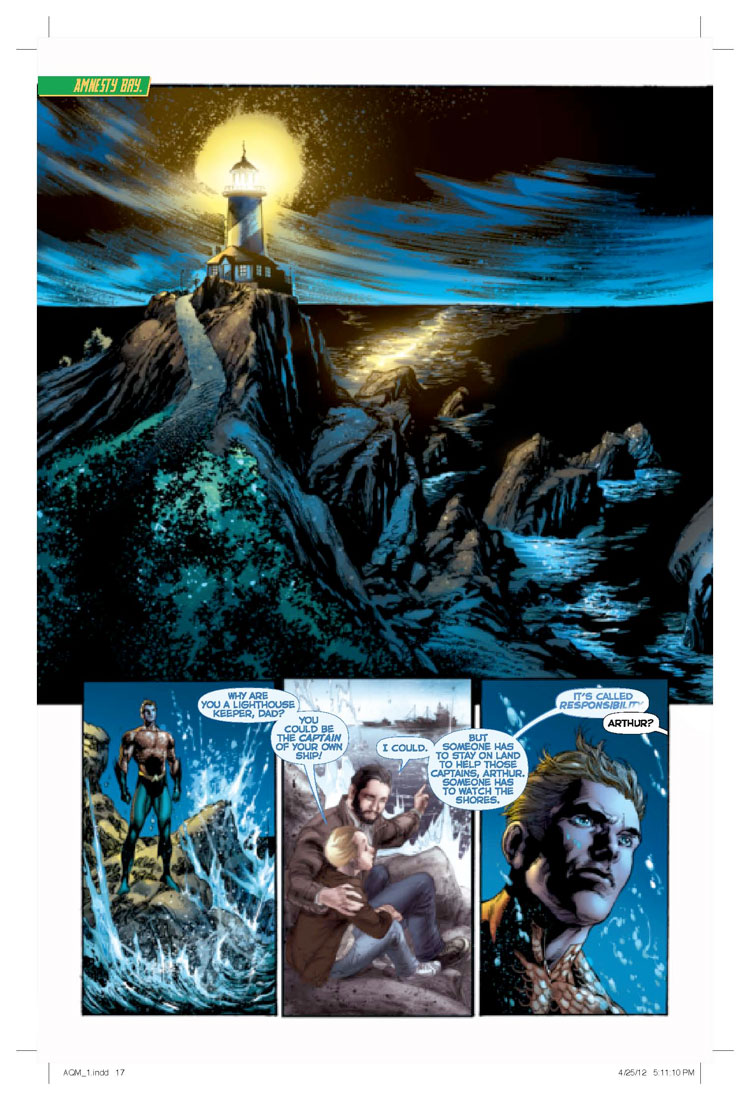 AMNESTY BAY.
WHY ARE
YOU A LIGHTHOUSE
KEEPER, DAD?
YOU
COULD BE
THE CAPTAIN
OF YOUR OWN
SHIP!
I COULD.
BUT
SOMEONE HAS
TO STAY ON LAND
TO HELP THOSE
CAPTAINS, ARTHUR.
SOMEONE HAS
TO WATCH THE
SHORES.
IT'S CALLED
RESPONSIBILITY
ARTHUR?
AQM_1.indd 17
4/25/12 5:11:10 PM